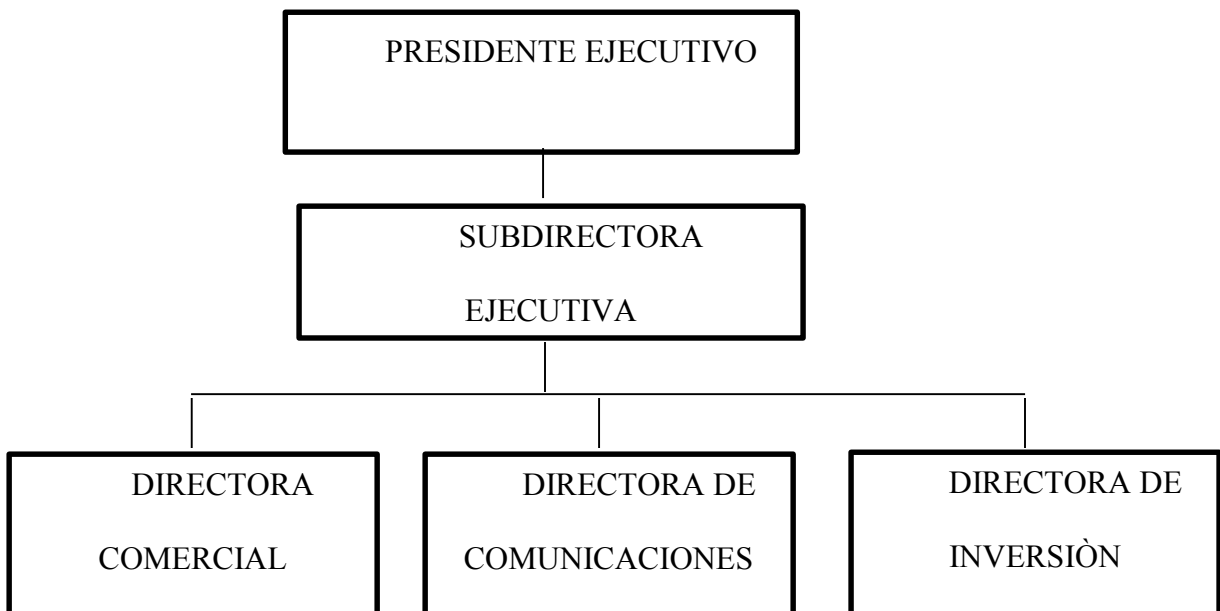 PRESIDENTE EJECUTIVO
SUBDIRECTORA
EJECUTIVA
DIRECTORA
COMERCIAL
DIRECTORA DE
COMUNICACIONES
DIRECTORA DE
INVERSIÒN